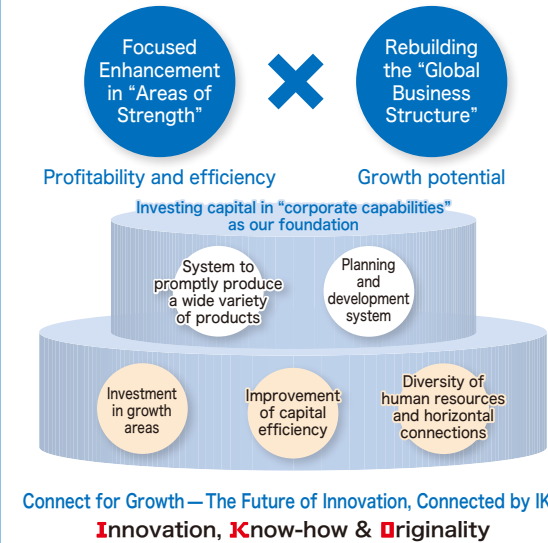 Focused
Enhancement
in “Areas of
Strength”
×
Rebuilding
the “Global
Business
Structure”
Profitability and efficiency
Growth potential
Investing capital in “corporate capabilities”
as our foundation
System to
promptly produce
a wide variety
of products
Planning
and
development
system
Investment
in growth
areas
Improvement
of capital
efficiency
Diversity of
human resources
and horizontal
connections
Connect for Growth — The Future of Innovation, Connected by IK
Innovation, Know-how & Originality